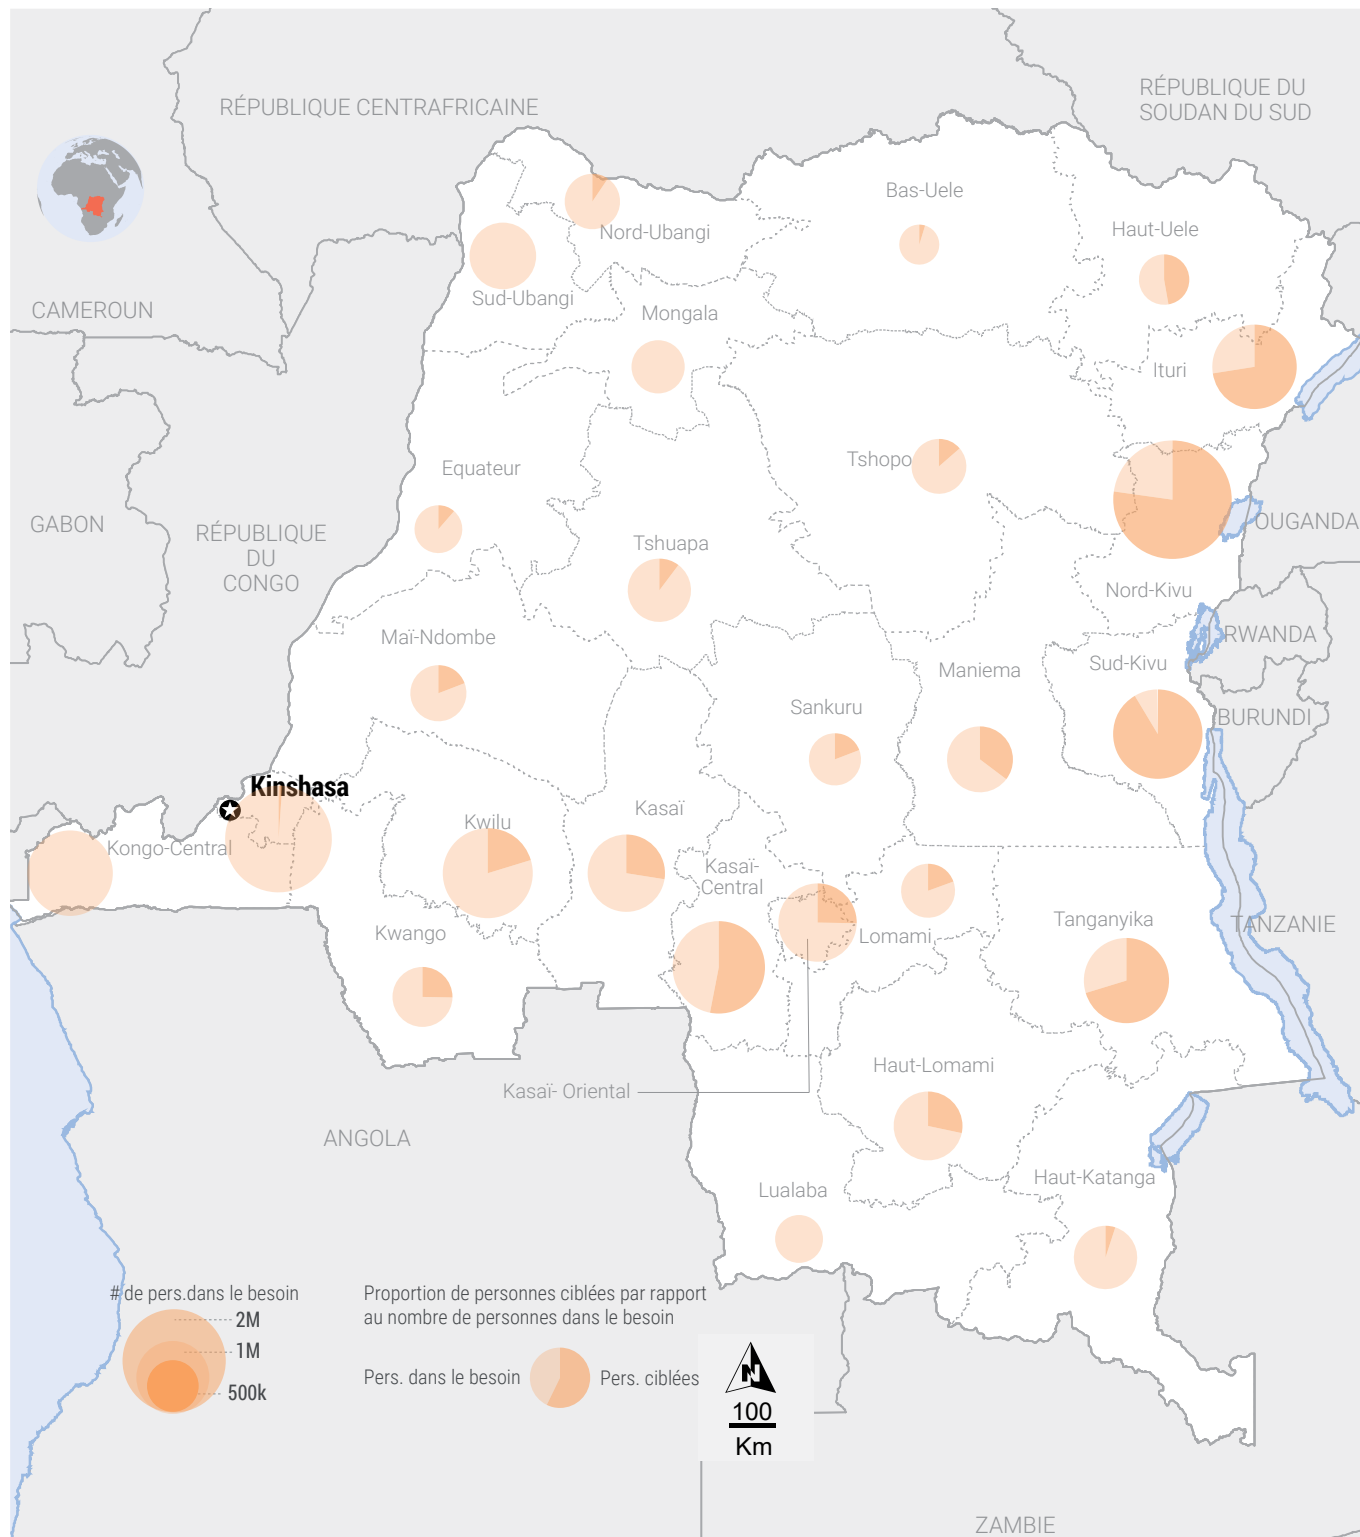 RÉPUBLIQUE CENTRAFRICAINE
RÉPUBLIQUE DU
SOUDAN DU SUD
Bas-Uele
Nord-Ubangi
Haut-Uele
Sud-Ubangi
CAMEROUN
Mongala
Ituri
Equateur
Tshopo
GABON
RÉPUBLIQUE
DU
CONGO
OUGANDA
Tshuapa
Nord-Kivu
Maï-Ndombe
RWANDA
Sud-Kivu
Maniema
Sankuru
BURUNDI
Kinshasa
Kasaï
Kwilu
Kongo-Central
Kasaï-
Central
Kwango
Lomami
Tanganyika
TANZANIE
Haut-Lomami
Kasaï- Oriental
ANGOLA
Haut-Katanga
Lualaba
# de pers.dans le besoin
2M
1M
500k
Proportion de personnes ciblées par rapport
au nombre de personnes dans le besoin
Pers. dans le besoin
Pers. ciblées
N
100
Km
ZAMBIE